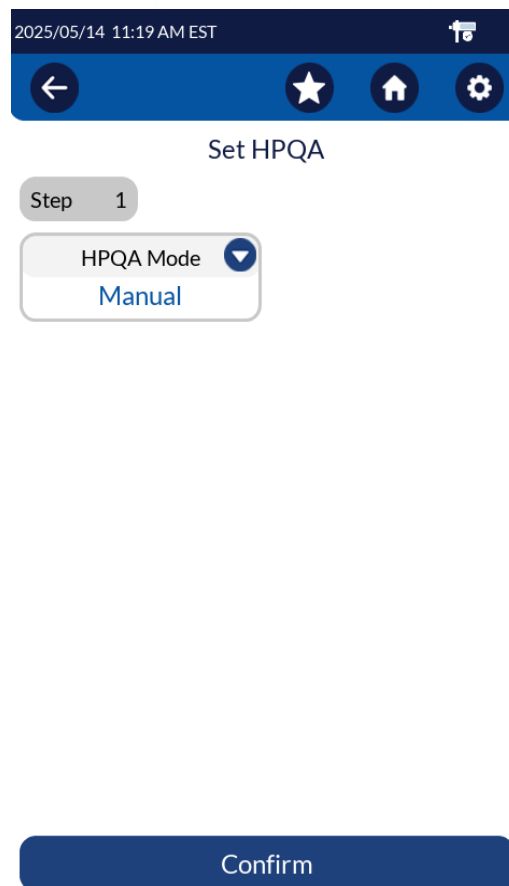 2025/05/14 11:19 AM EST
Set HPQA
Step 1
HPQA Mode
Manual
Confirm